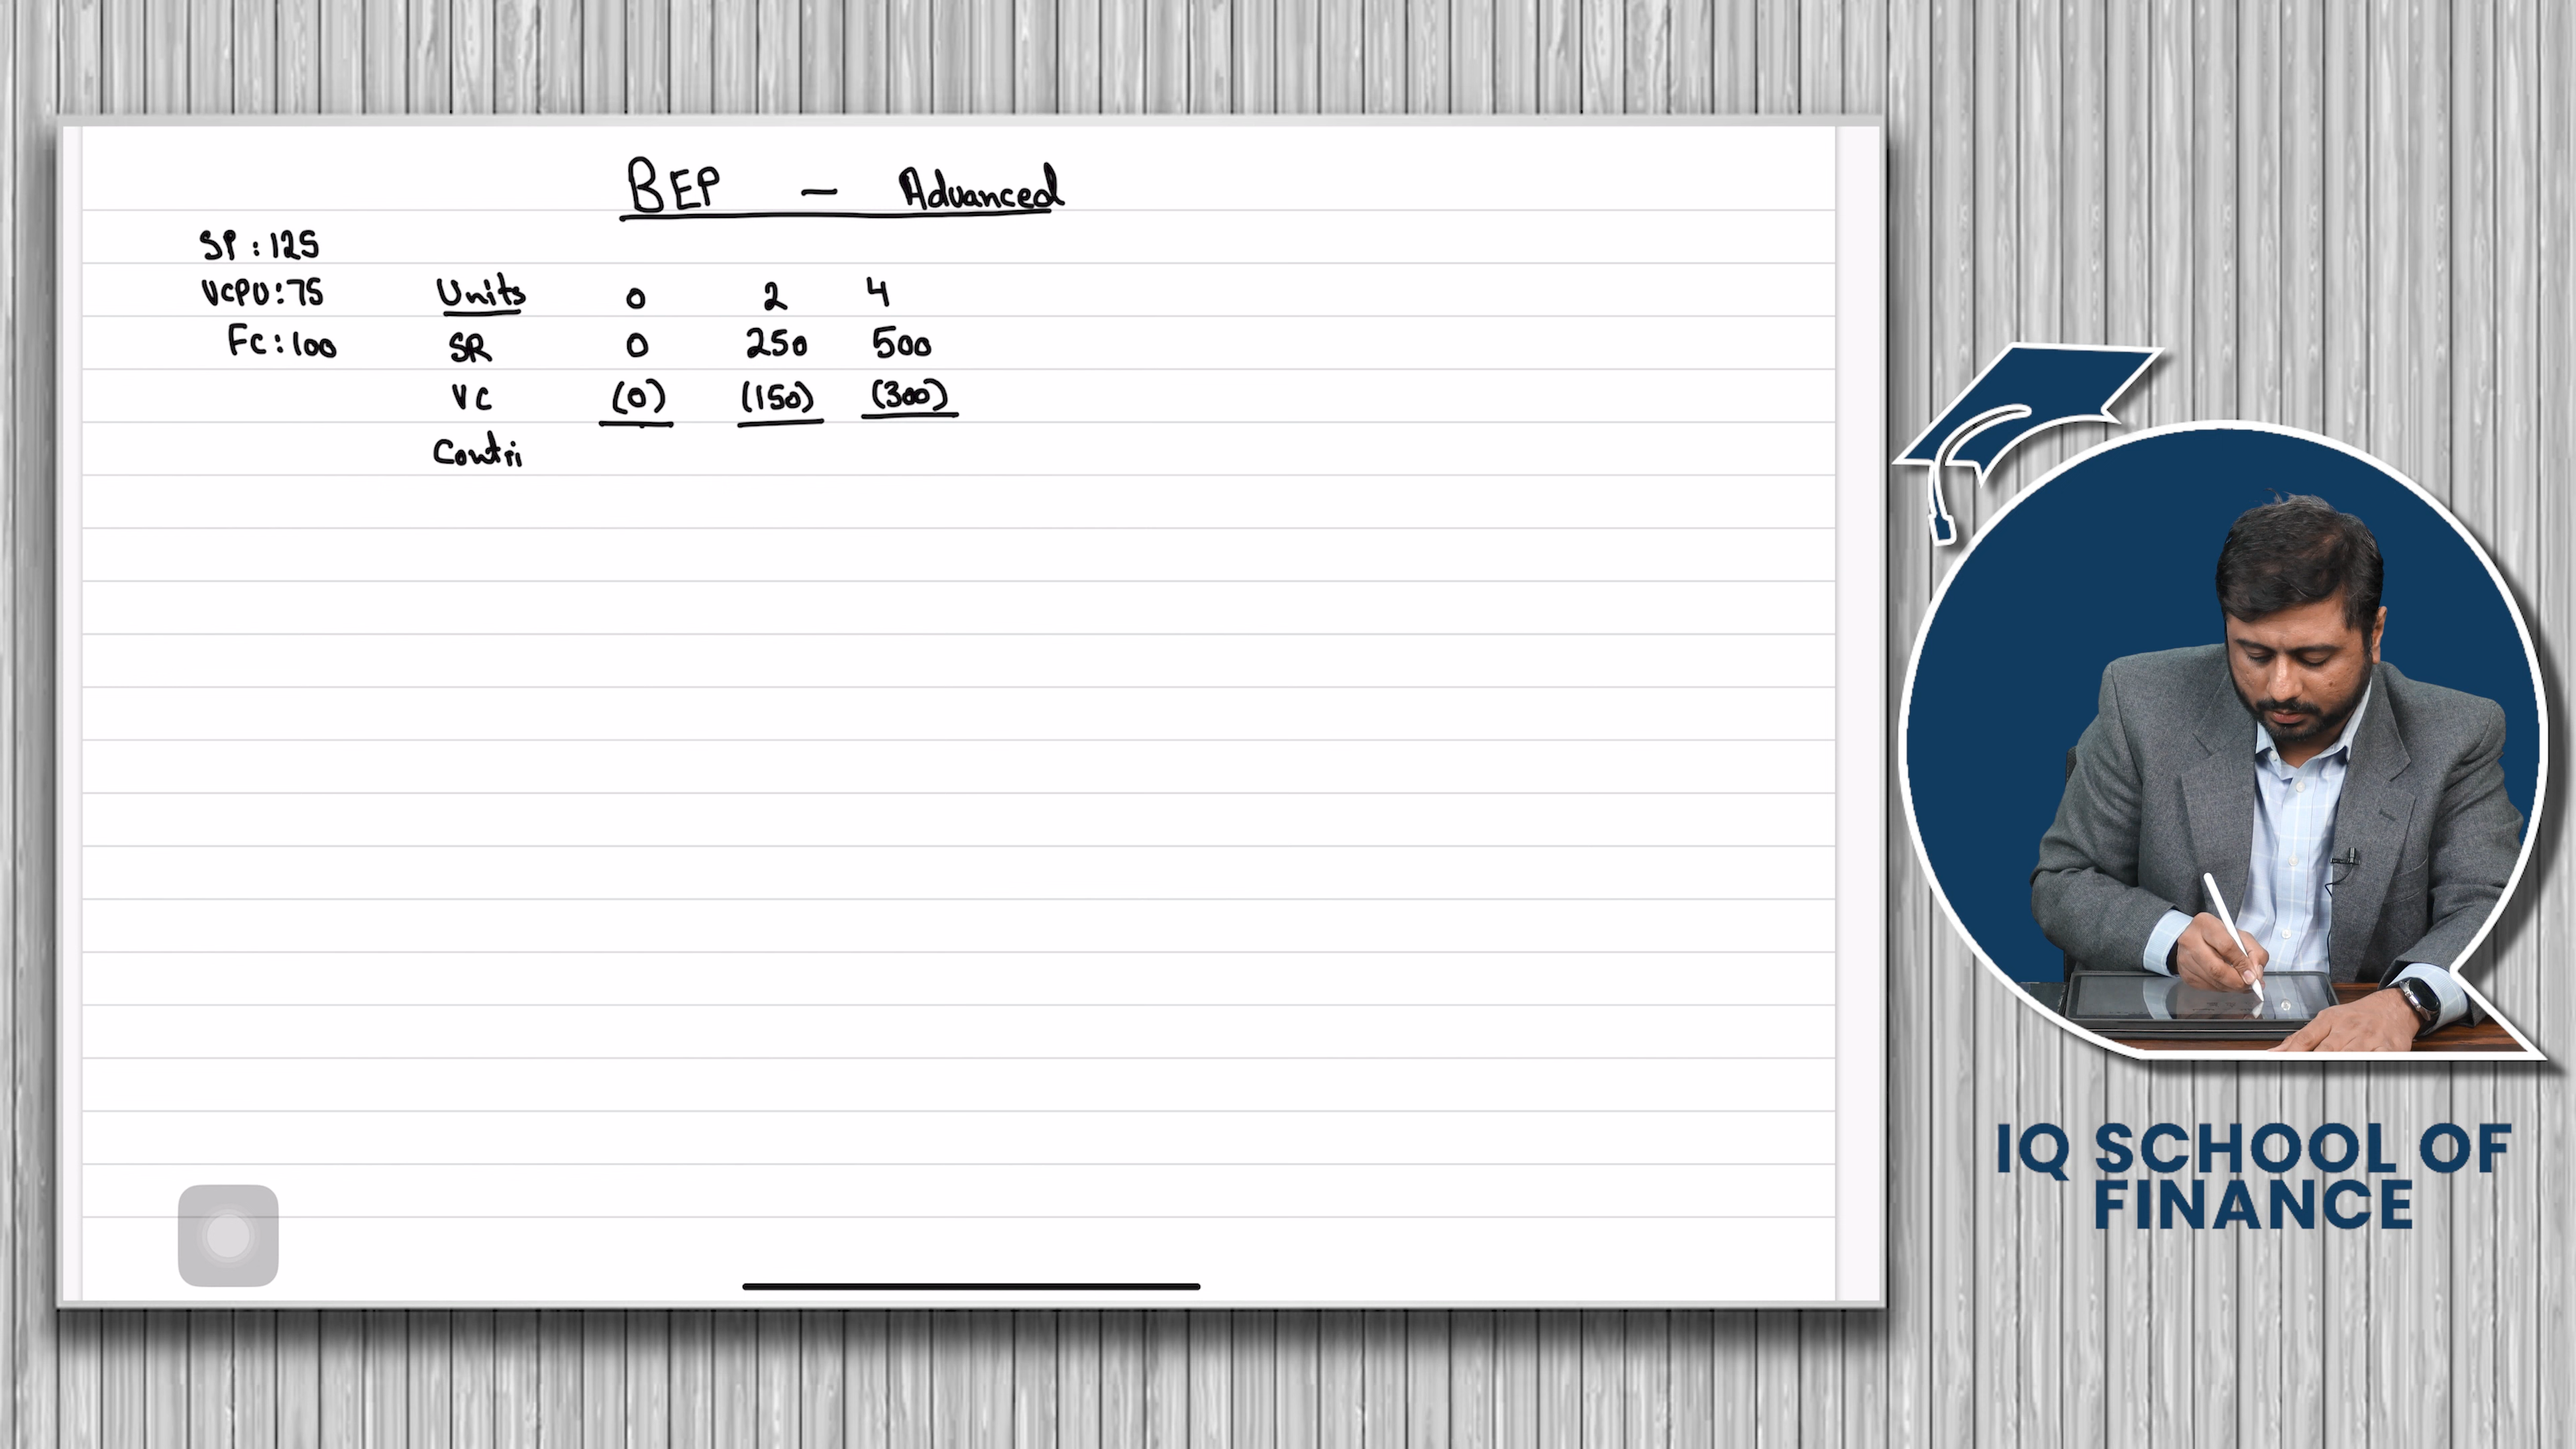 BEP - Advanced
SP : 125
VCPU : 75
FC : 100
Units 0 2 4
SR 0 250 500
VC (0) (150) (300)
Contri
IQ SCHOOL OF
FINANCE